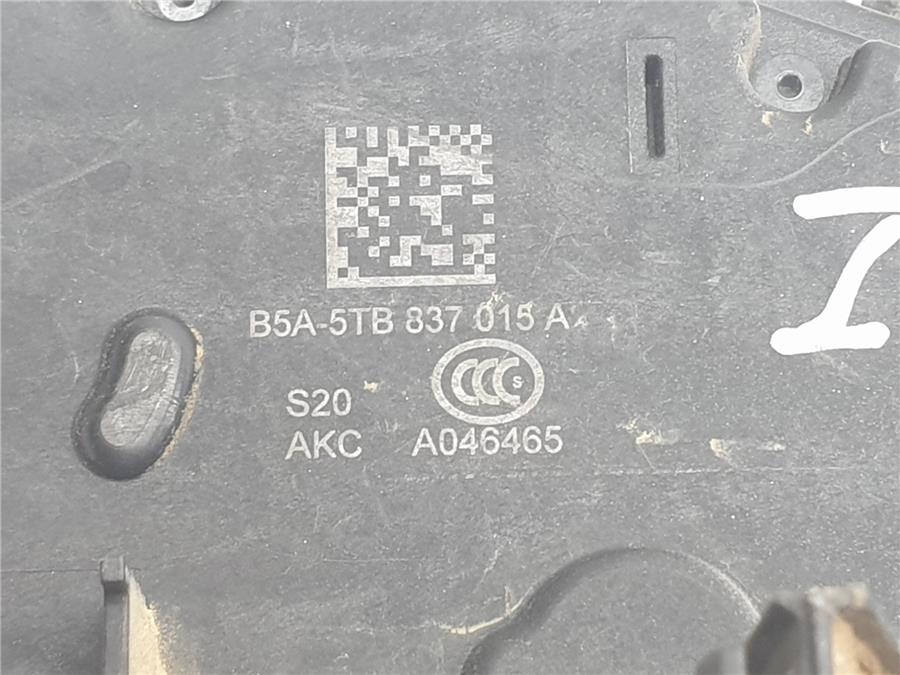 B5A-5TB 837 015 A
CCC S
S20
AKC A046465
I